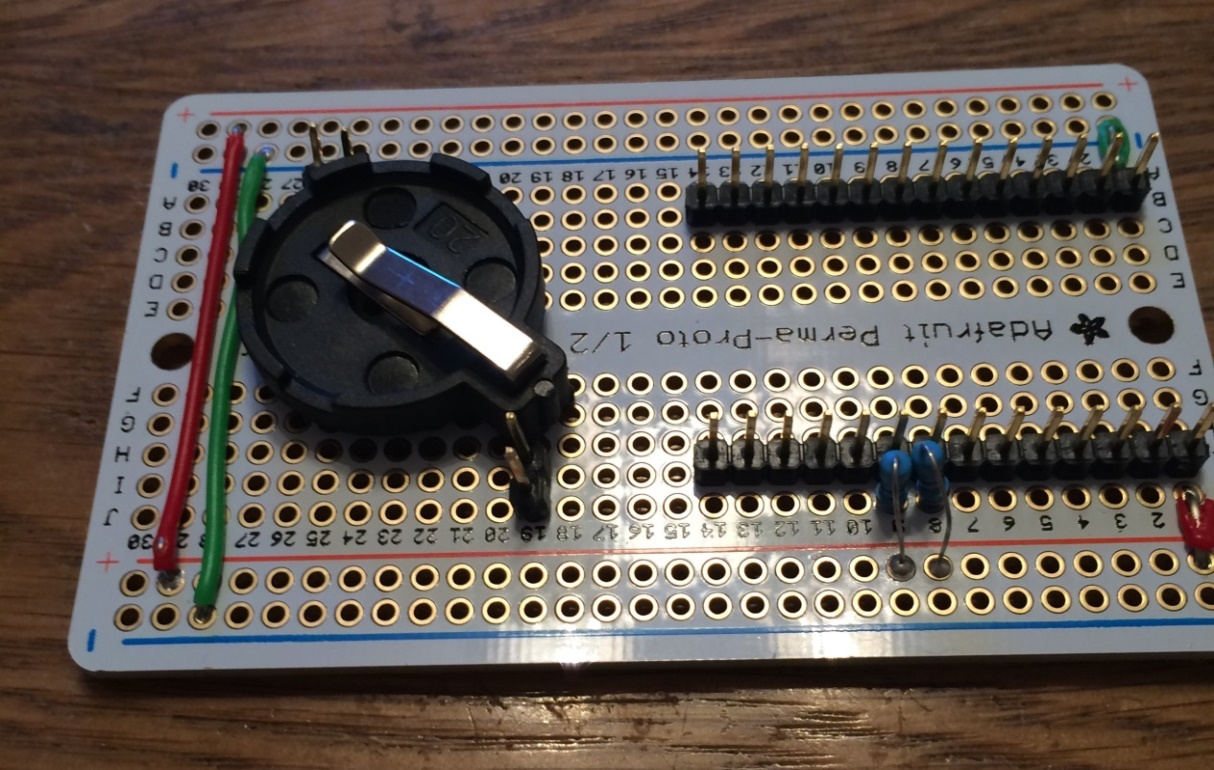 + +
30 27 20 19 18 17 16 15 14 13 12 11 10 9 8 7 6 5 4 3 2
A A
B B
C C
D D
E E
20
Adafruit Perma-Proto 1/2
F F
G G
H
I
J
30 29 28 27 26 25 24 23 22 21 20 19 18 17 16 15 14 13 12 11 10 9 8 7 6 5 4 3 2
+